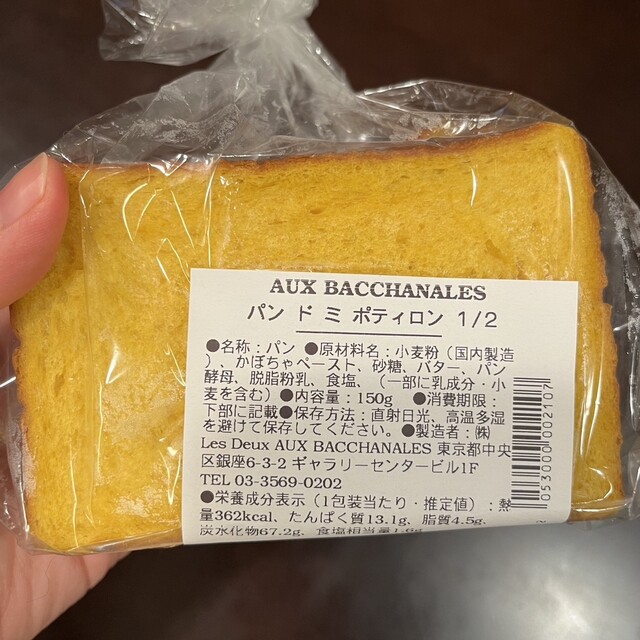 AUX BACCHANALES
パン ド ミ ポティロン 1/2
●名称：パン ●原材料名：小麦粉（国内製造
）、かぼちゃペースト、砂糖、バター、パン
酵母、脱脂粉乳、食塩、（一部に乳成分・小
麦を含む）●内容量：150g ●消費期限：
下部に記載●保存方法：直射日光、高温多湿
を避けて保存してください。●製造者：㈱
Les Deux AUX BACCHANALES 東京都中央
区銀座6-3-2 ギャラリーセンタービル1F
TEL 03-3569-0202
●栄養成分表示（1包装当たり・推定値）：熱
量362kcal、たんぱく質13.1g、脂質4.5g、
炭水化物67.2g、食塩相当量
2053000002107